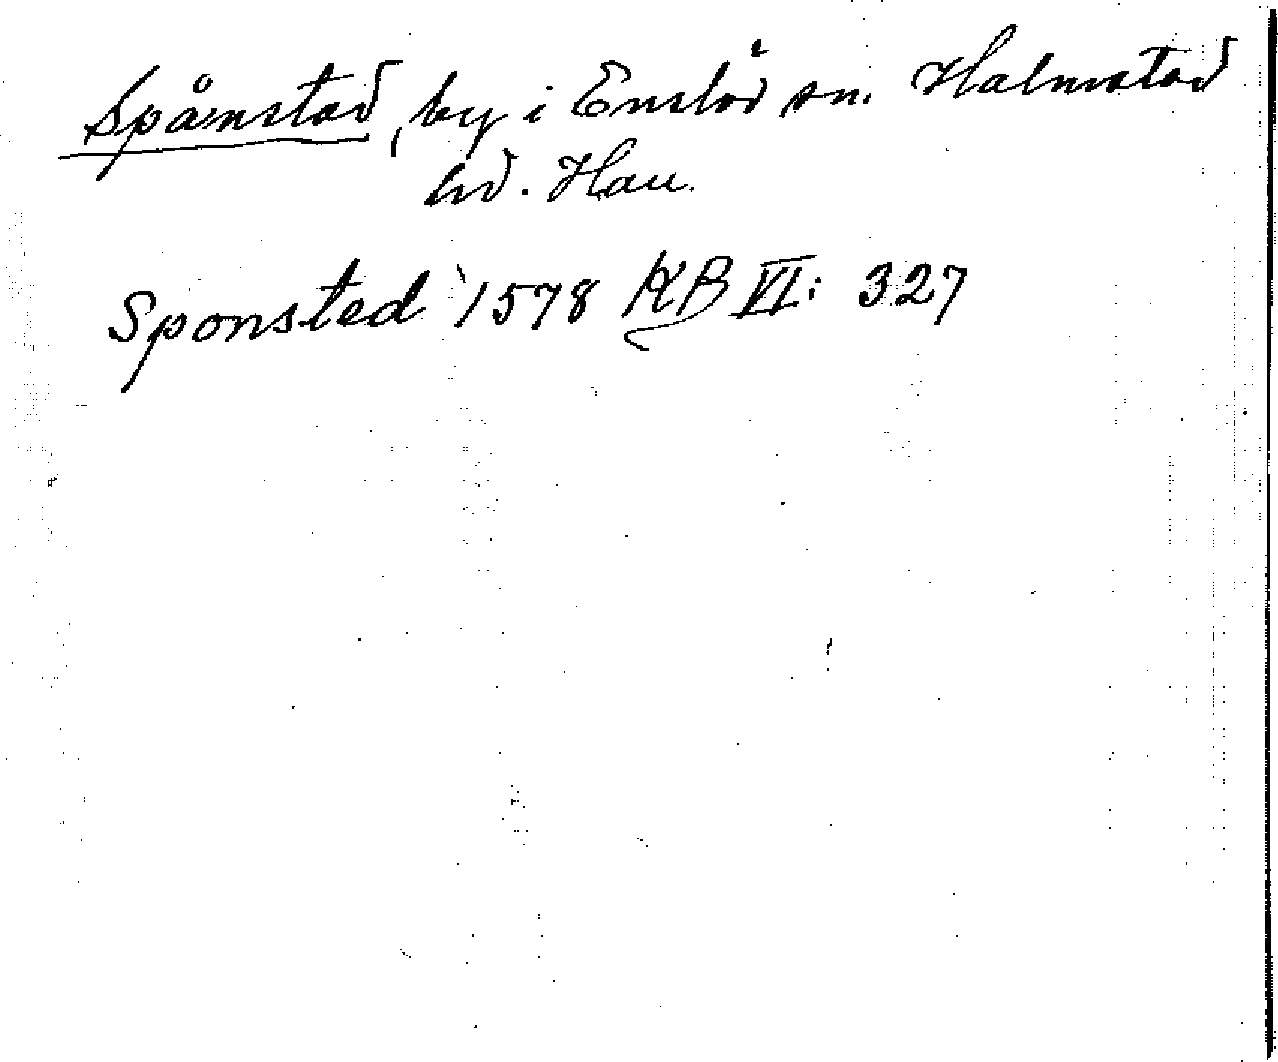 Spånstad, by i Enslöv sn. Halmstad
hd. Hall.
Sponsted 1578 KB VI: 327